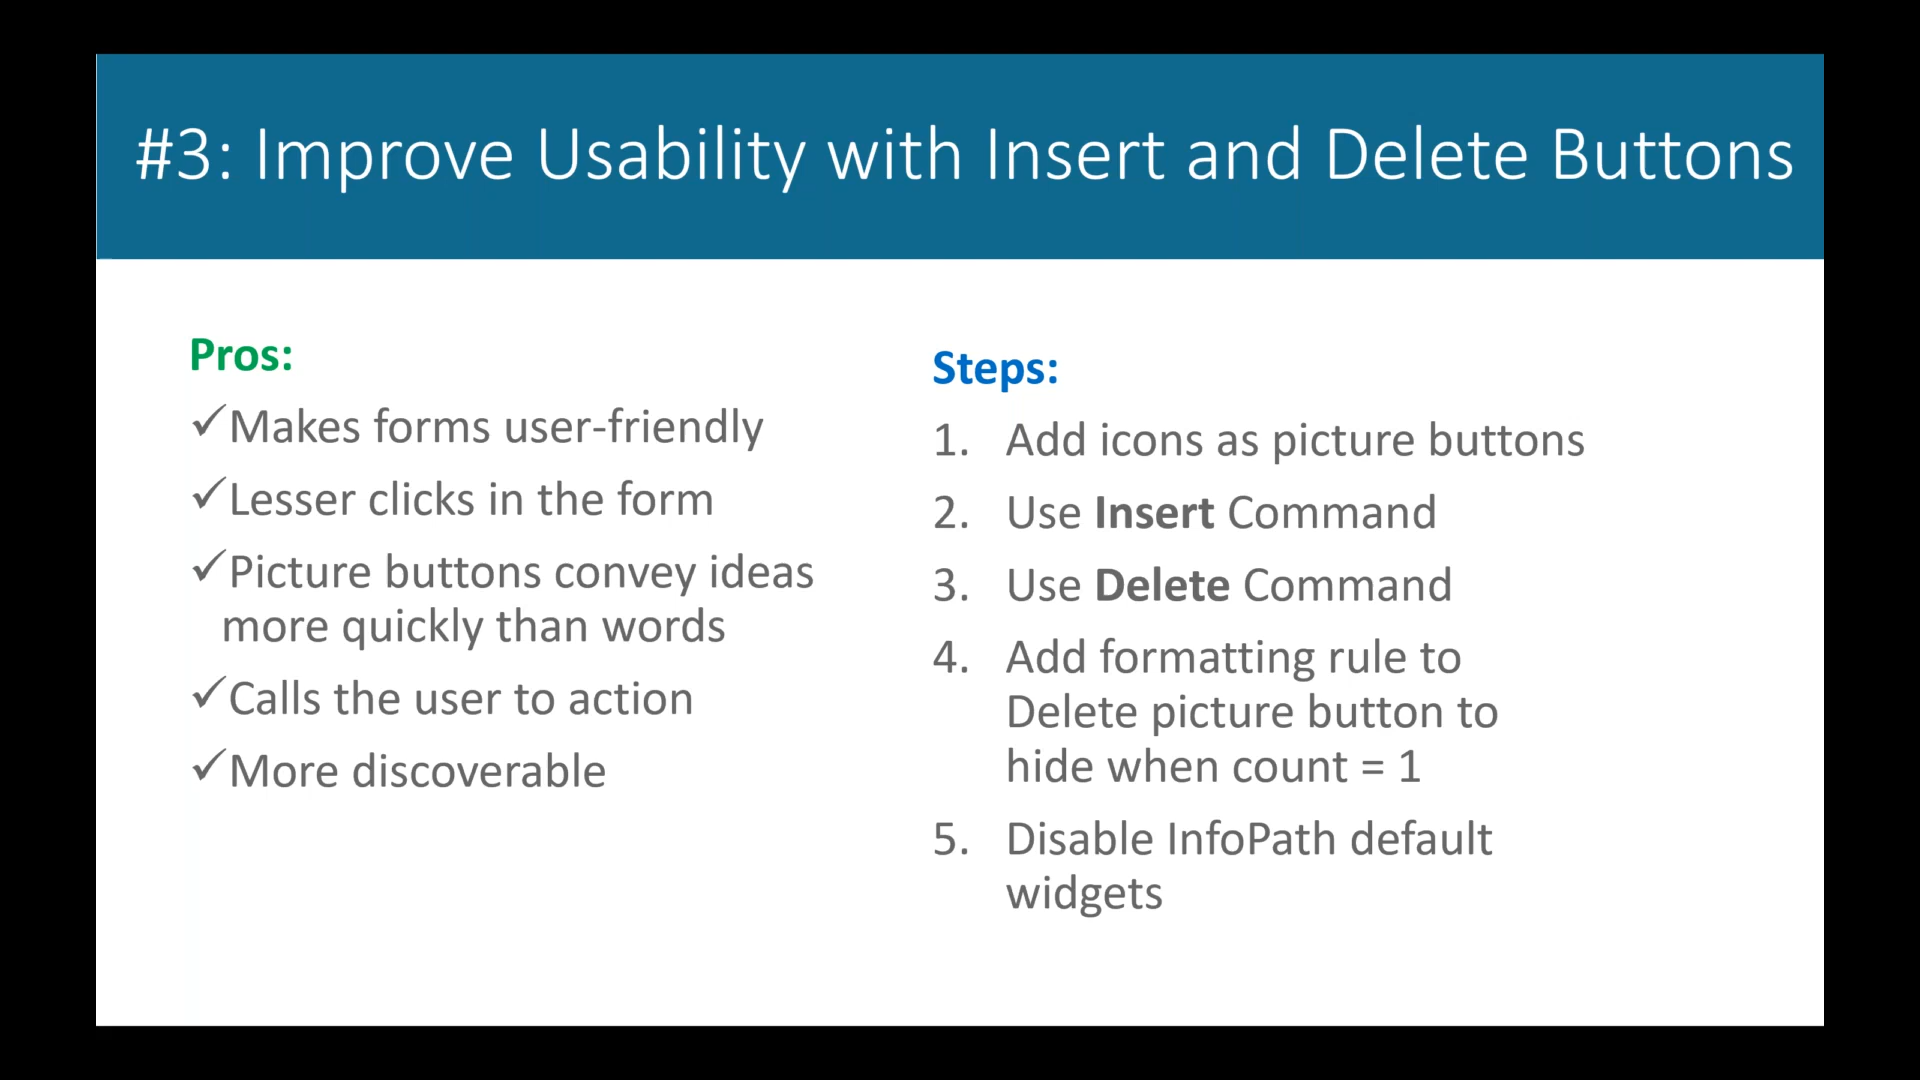 #3: Improve Usability with Insert and Delete Buttons
Pros:
✓Makes forms user-friendly
✓Lesser clicks in the form
✓Picture buttons convey ideas
more quickly than words
✓Calls the user to action
✓More discoverable
Steps:
1. Add icons as picture buttons
2. Use Insert Command
3. Use Delete Command
4. Add formatting rule to
Delete picture button to
hide when count = 1
5. Disable InfoPath default
widgets